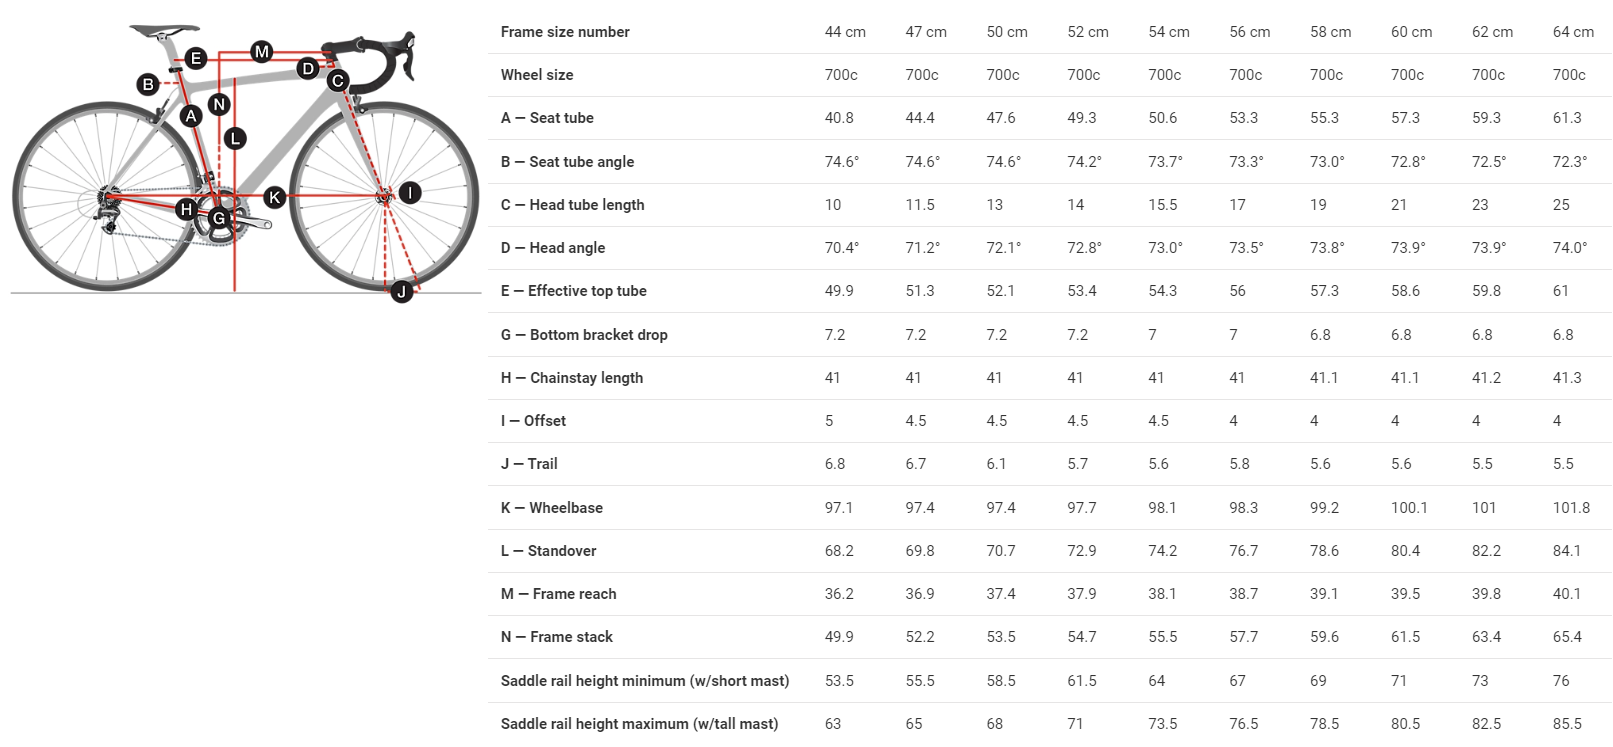 M
E
D
B
C
N
A
L
I
K
H
G
J
Frame size number 44 cm 47 cm 50 cm 52 cm 54 cm 56 cm 58 cm 60 cm 62 cm 64 cm
Wheel size 700c 700c 700c 700c 700c 700c 700c 700c 700c 700c
A — Seat tube 40.8 44.4 47.6 49.3 50.6 53.3 55.3 57.3 59.3 61.3
B — Seat tube angle 74.6° 74.6° 74.6° 74.2° 73.7° 73.3° 73.0° 72.8° 72.5° 72.3°
C — Head tube length 10 11.5 13 14 15.5 17 19 21 23 25
D — Head angle 70.4° 71.2° 72.1° 72.8° 73.0° 73.5° 73.8° 73.9° 73.9° 74.0°
E — Effective top tube 49.9 51.3 52.1 53.4 54.3 56 57.3 58.6 59.8 61
G — Bottom bracket drop 7.2 7.2 7.2 7.2 7 7 6.8 6.8 6.8 6.8
H — Chainstay length 41 41 41 41 41 41 41.1 41.1 41.2 41.3
I — Offset 5 4.5 4.5 4.5 4.5 4 4 4 4 4
J — Trail 6.8 6.7 6.1 5.7 5.6 5.8 5.6 5.6 5.5 5.5
K — Wheelbase 97.1 97.4 97.4 97.7 98.1 98.3 99.2 100.1 101 101.8
L — Standover 68.2 69.8 70.7 72.9 74.2 76.7 78.6 80.4 82.2 84.1
M — Frame reach 36.2 36.9 37.4 37.9 38.1 38.7 39.1 39.5 39.8 40.1
N — Frame stack 49.9 52.2 53.5 54.7 55.5 57.7 59.6 61.5 63.4 65.4
Saddle rail height minimum (w/short mast) 53.5 55.5 58.5 61.5 64 67 69 71 73 76
Saddle rail height maximum (w/tall mast) 63 65 68 71 73.5 76.5 78.5 80.5 82.5 85.5